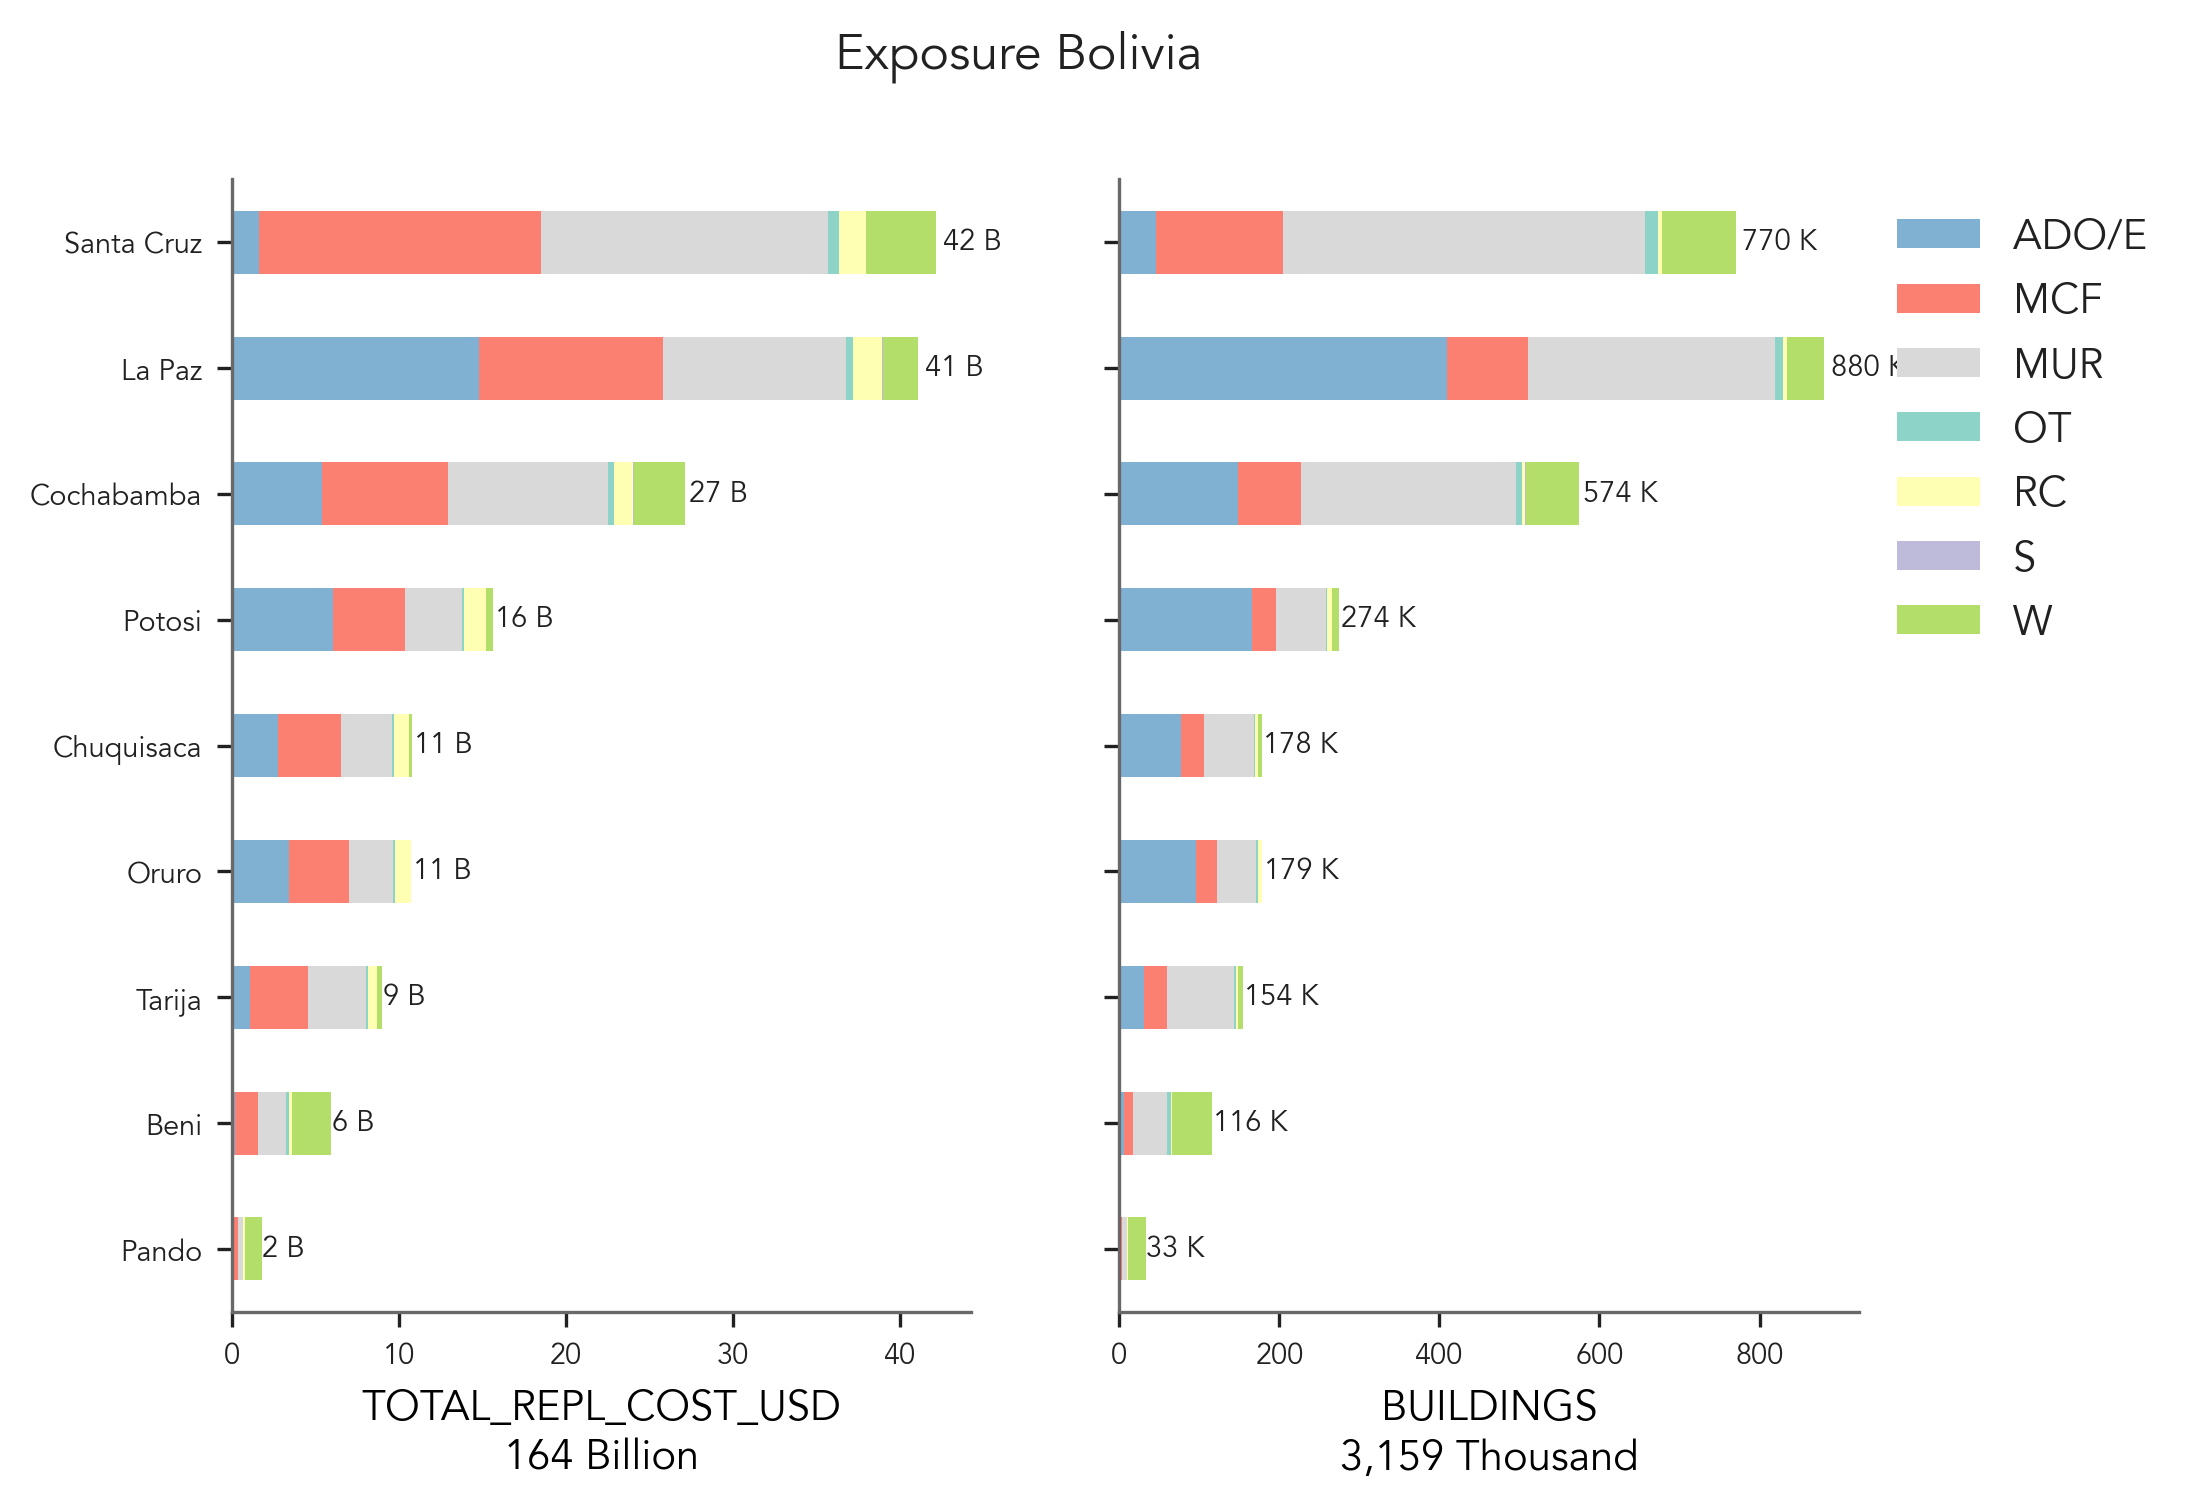 Exposure Bolivia
Santa Cruz
La Paz
Cochabamba
Potosi
Chuquisaca
Oruro
Tarija
Beni
Pando
42 B
41 B
27 B
16 B
11 B
11 B
9 B
6 B
2 B
0 10 20 30 40
TOTAL_REPL_COST_USD
164 Billion
770 K
880 K
574 K
274 K
178 K
179 K
154 K
116 K
33 K
0 200 400 600 800
BUILDINGS
3,159 Thousand
ADO/E
MCF
MUR
OT
RC
S
W